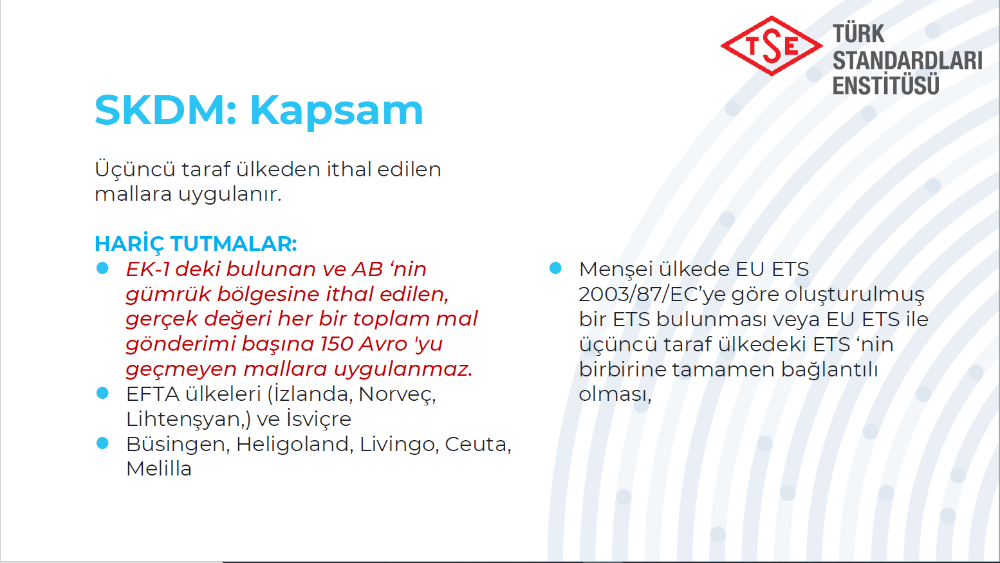 TSE
TÜRK
STANDARDLARI
ENSTİTÜSÜ
SKDM: Kapsam
Üçüncü taraf ülkeden ithal edilen
mallara uygulanır.
HARİÇ TUTMALAR:
EK-1 deki bulunan ve AB ‘nin
gümrük bölgesine ithal edilen,
gerçek değeri her bir toplam mal
gönderimi başına 150 Avro 'yu
geçmeyen mallara uygulanmaz.
EFTA ülkeleri (İzlanda, Norveç,
Lihtenşyan,) ve İsviçre
Büsingen, Heligoland, Livingo, Ceuta,
Melilla
Menşei ülkede EU ETS
2003/87/EC’ye göre oluşturulmuş
bir ETS bulunması veya EU ETS ile
üçüncü taraf ülkedeki ETS ‘nin
birbirine tamamen bağlantılı
olması,